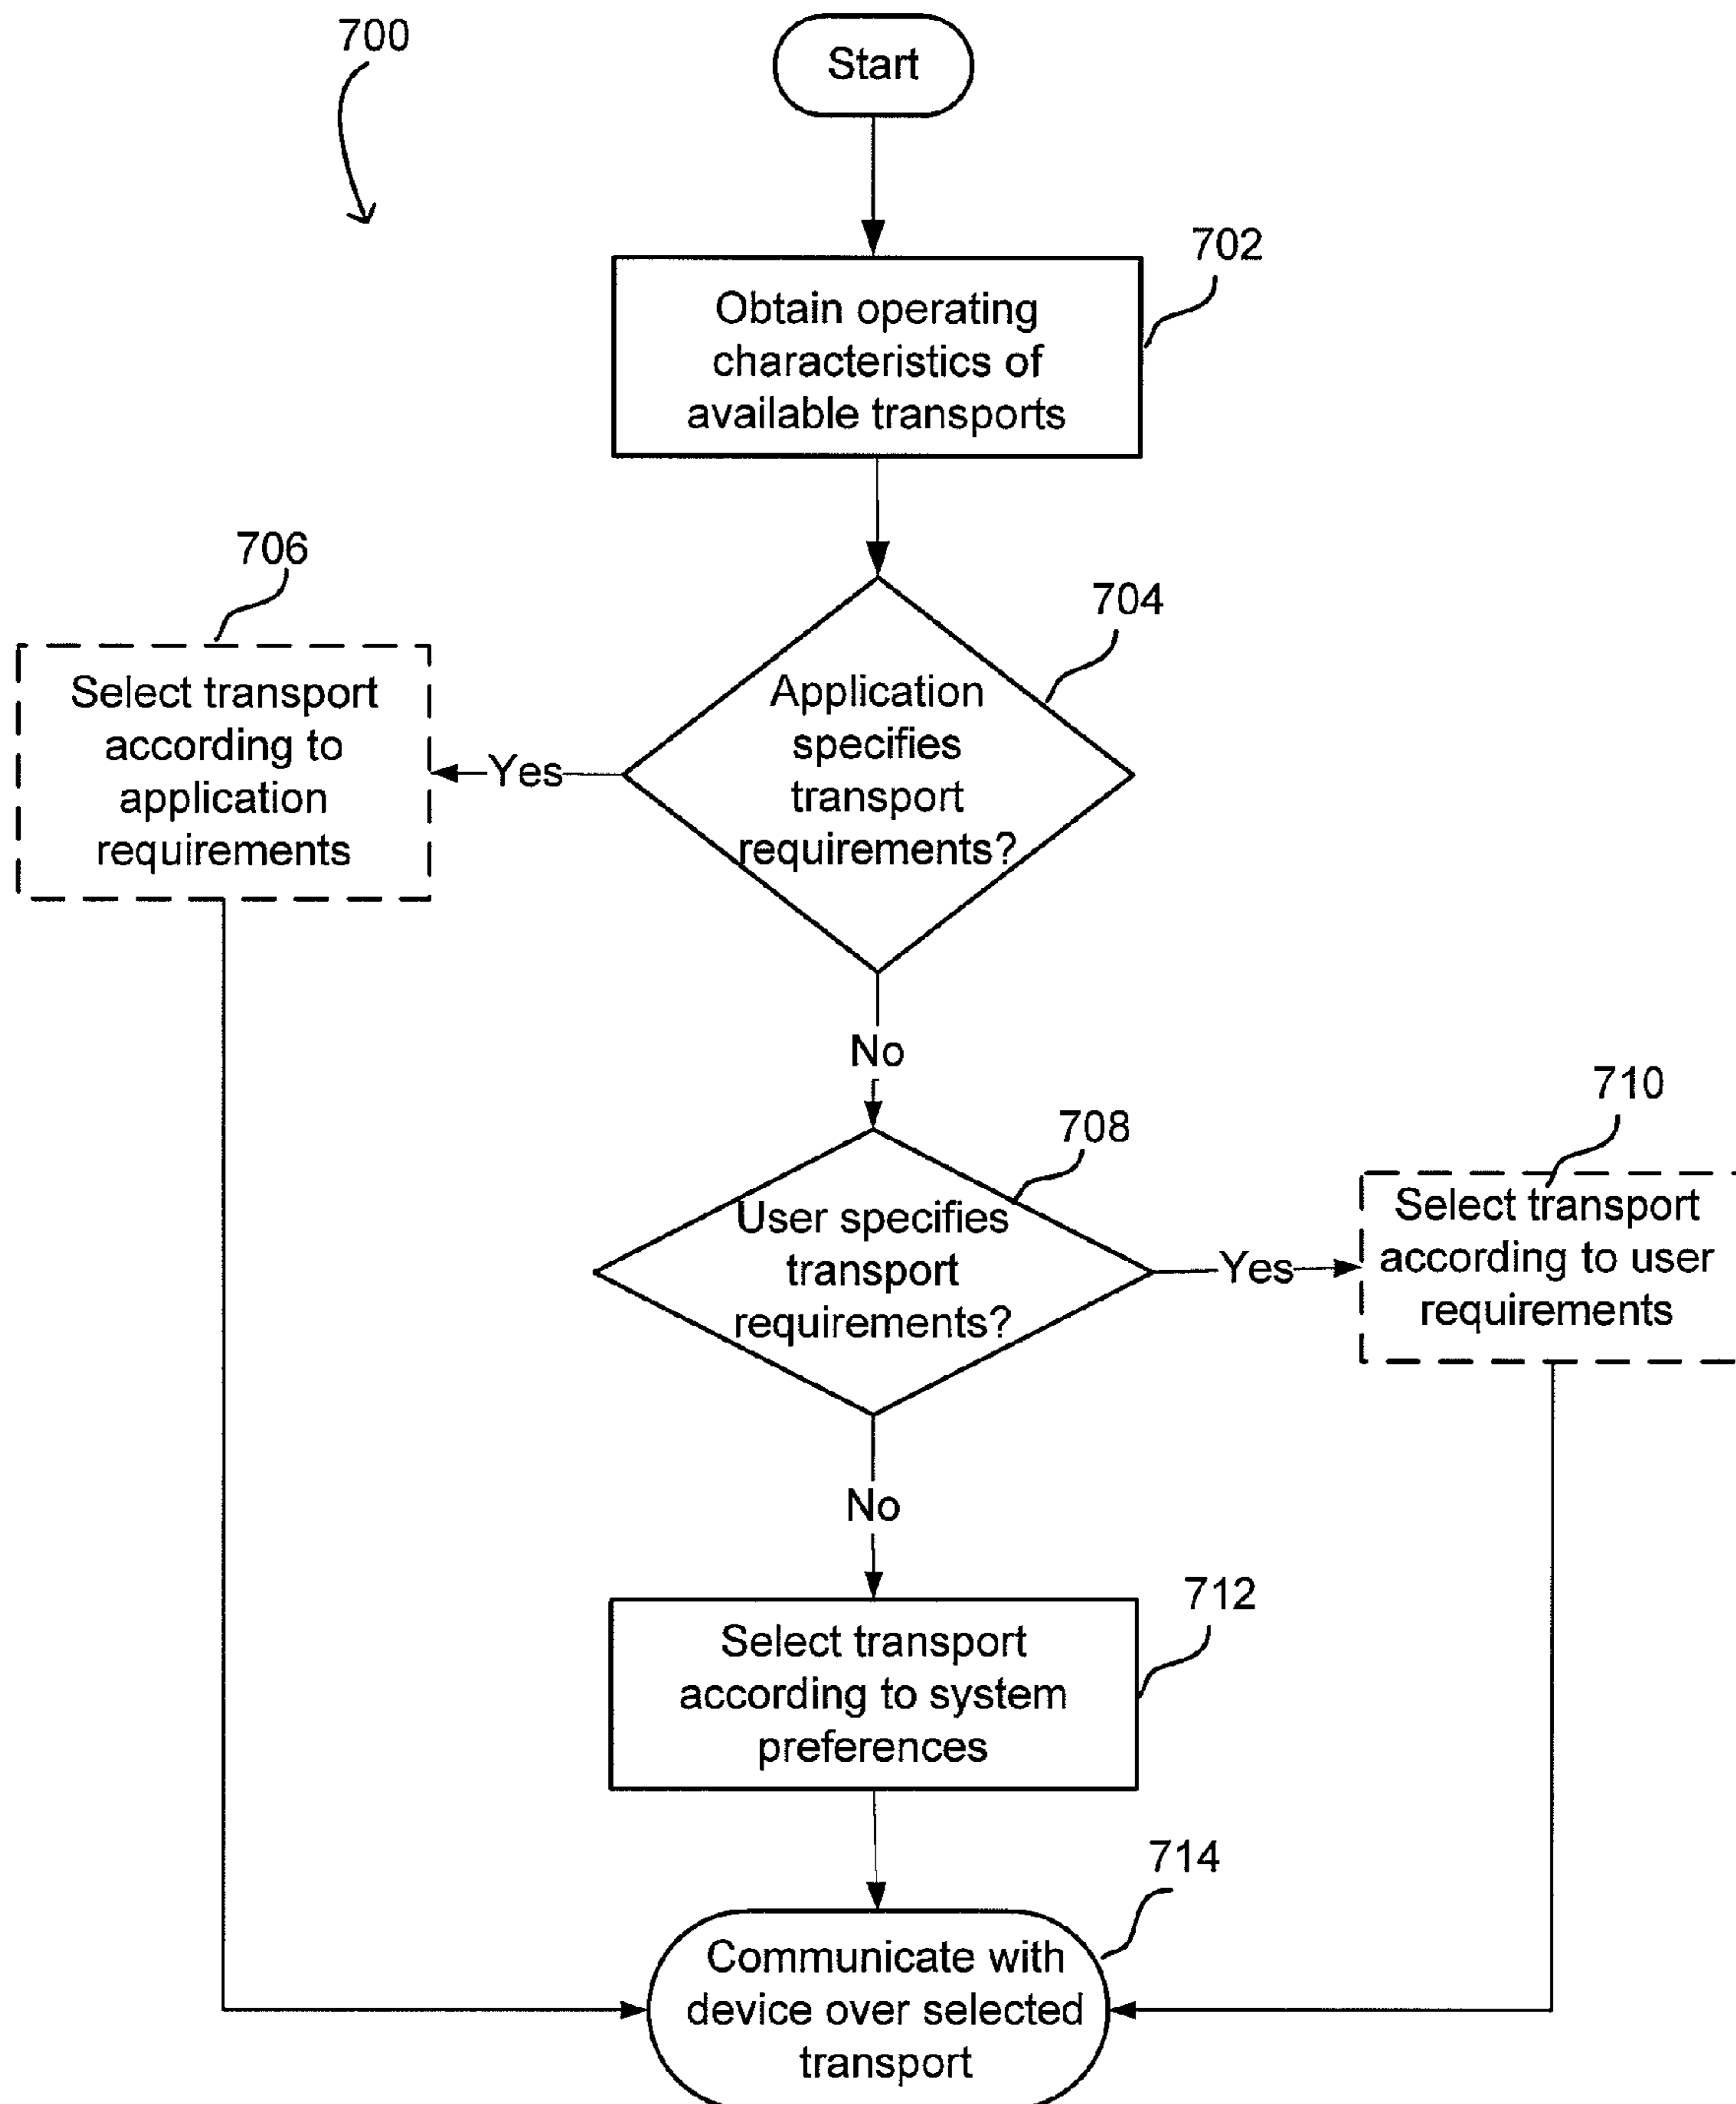 700
Start
702
Obtain operating
characteristics of
available transports
706
704
Select transport
according to
application
requirements
Yes
Application
specifies
transport
requirements?
No
710
708
User specifies
transport
requirements?
Yes
Select transport
according to user
requirements
No
712
Select transport
according to system
preferences
714
Communicate with
device over selected
transport